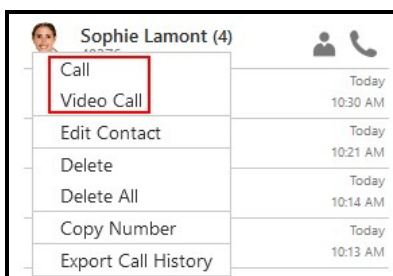 Sophie Lamont (4)
Call
Video Call
Edit Contact
Delete
Delete All
Copy Number
Export Call History
Today
10:30 AM
Today
10:21 AM
Today
10:14 AM
Today
10:13 AM